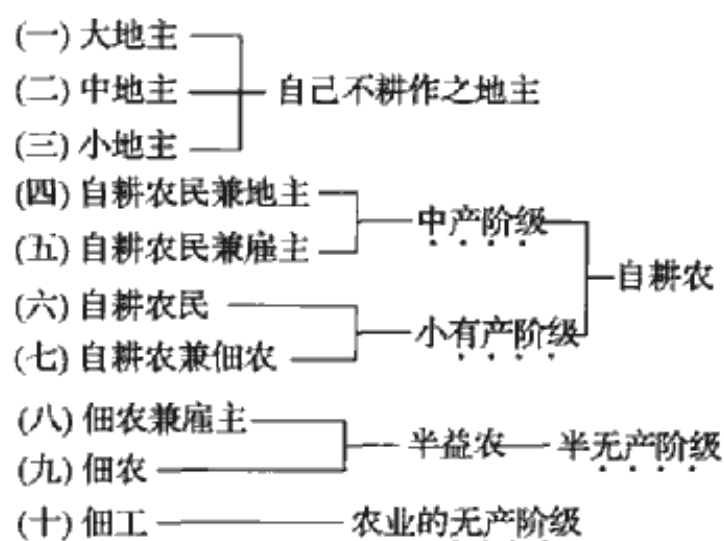 (一) 大地主
(二) 中地主
(三) 小地主
自己不耕作之地主
(四) 自耕农民兼地主
(五) 自耕农民兼雇主
中产阶级
(六) 自耕农民
(七) 自耕农兼佃农
小有产阶级
自耕农
(八) 佃农兼雇主
(九) 佃农
半益农
半无产阶级
(十) 佃工
农业的无产阶级